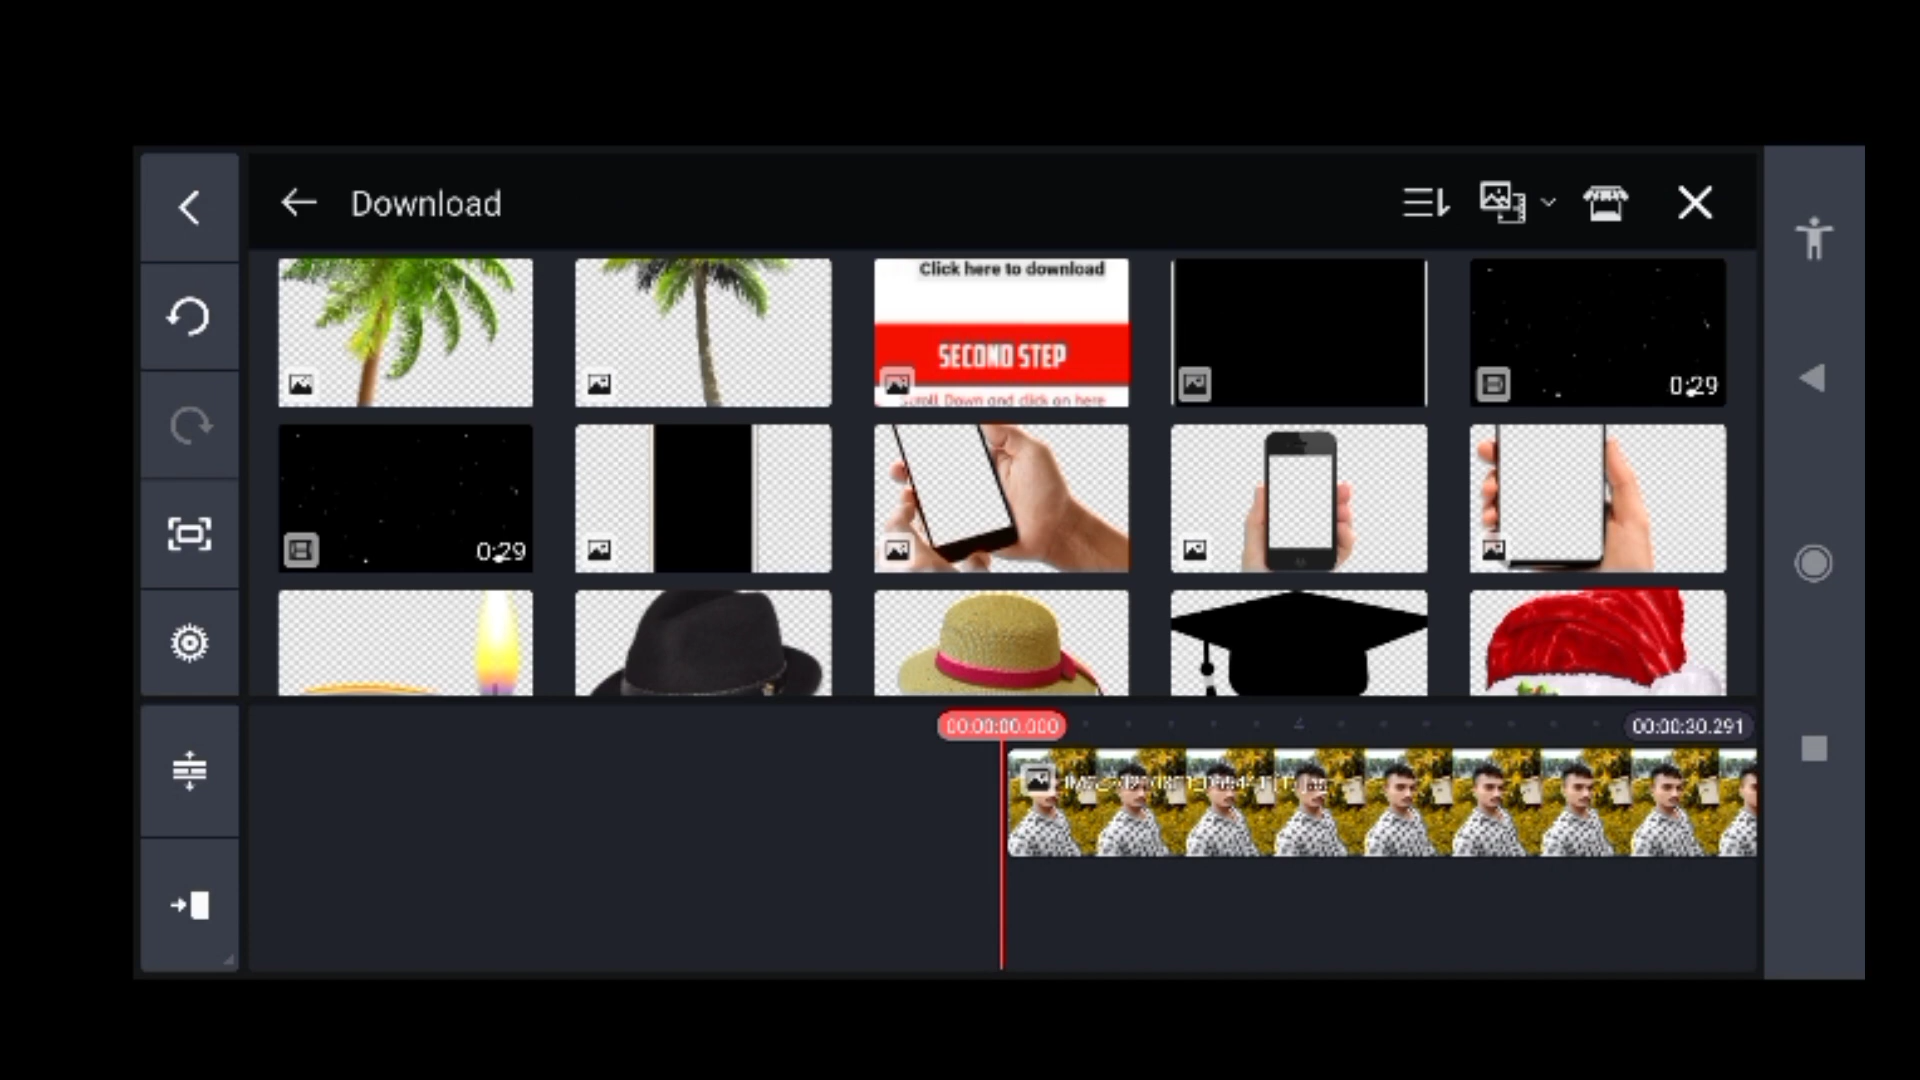 Download
Click here to download
SECOND STEP
Scroll Down and click on here
0:29
0:29
00:00:00.000
4
00:00:30.291